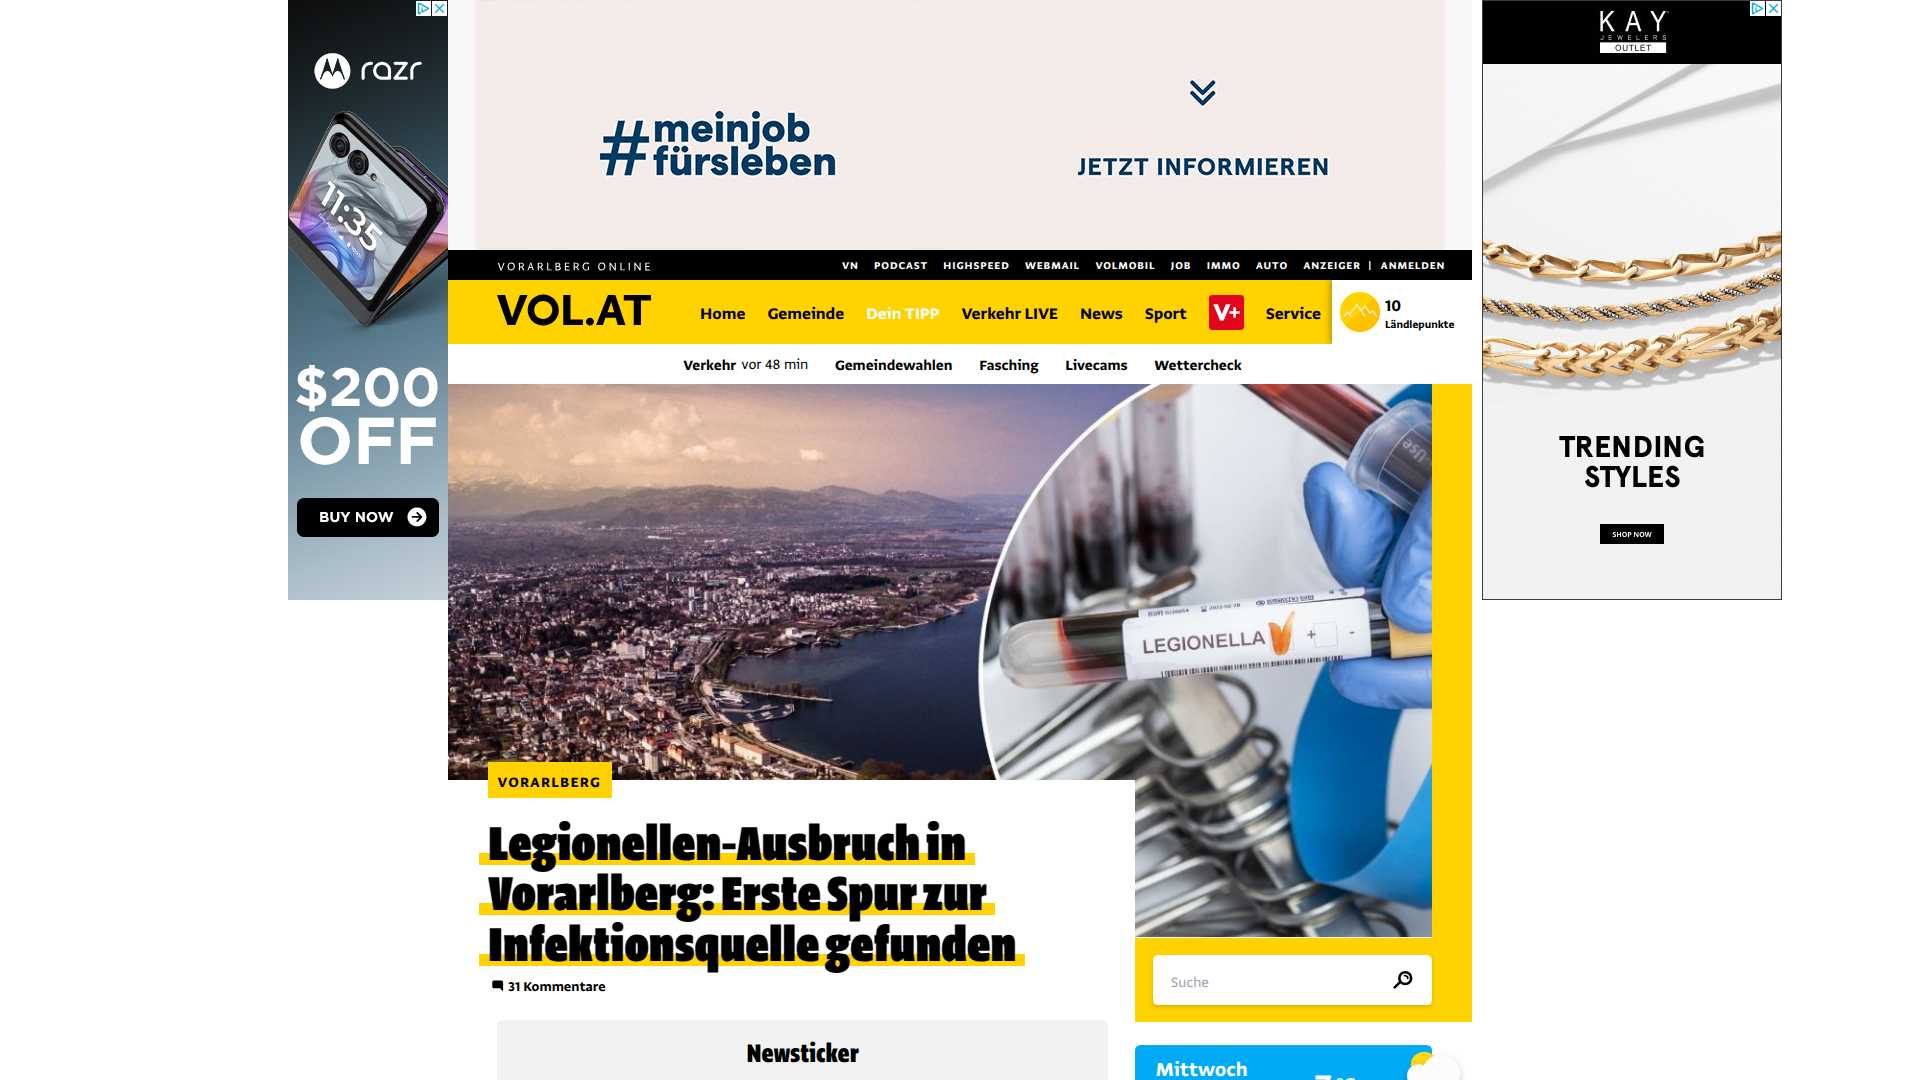 razr
11:35
$200
OFF
BUY NOW
#meinjob
fürsleben
JETZT INFORMIEREN
KAY
JEWELERS
OUTLET
TRENDING
STYLES
SHOP NOW
VORARLBERG ONLINE
VN PODCAST HIGHSPEED WEBMAIL VOLMOBIL JOB IMMO AUTO ANZEIGER | ANMELDEN
VOL.AT
Home Gemeinde Dein TIPP Verkehr LIVE News Sport V+ Service
10
Ländlepunkte
Verkehr vor 48 min Gemeindewahlen Fasching Livecams Wettercheck
Use
LEGIONELLA + -
VORARLBERG
Legionellen-Ausbruch in
Vorarlberg: Erste Spur zur
Infektionsquelle gefunden
31 Kommentare
Suche
Newsticker
Mittwoch